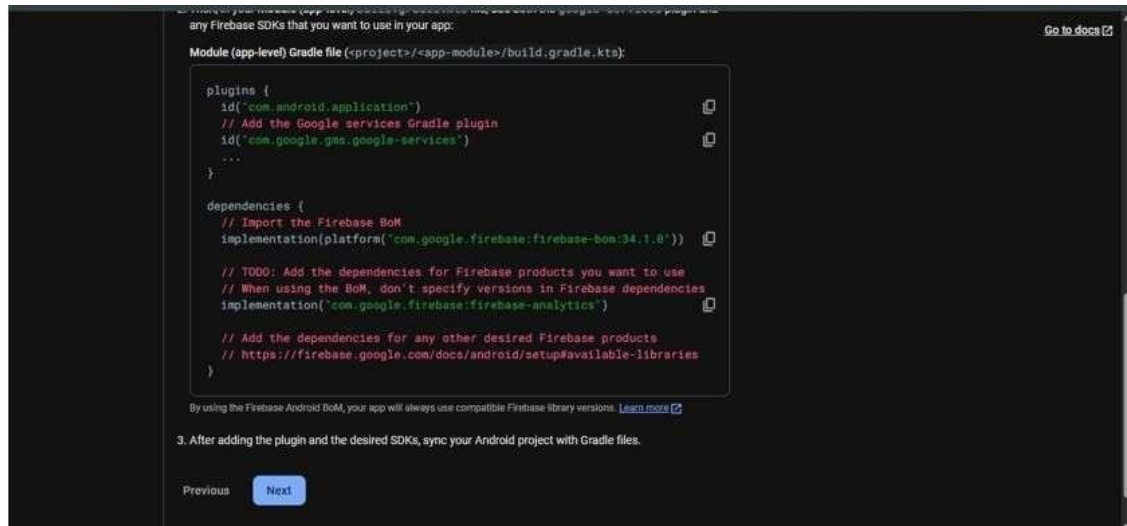 any Firebase SDKs that you want to use in your app:
Go to docs
Module (app-level) Gradle file (<project>/<app-module>/build.gradle.kts):
plugins {
id("com.android.application")
// Add the Google services Gradle plugin
id("com.google.gms.google-services")
...
}
dependencies {
// Import the Firebase BoM
implementation(platform("com.google.firebase:firebase-bom:34.1.0"))
// TODO: Add the dependencies for Firebase products you want to use
// When using the BoM, don't specify versions in Firebase dependencies
implementation("com.google.firebase:firebase-analytics")
// Add the dependencies for any other desired Firebase products
// https://firebase.google.com/docs/android/setup#available-libraries
}
By using the Firebase Android BoM, your app will always use compatible Firebase library versions. Learn more
3. After adding the plugin and the desired SDKs, sync your Android project with Gradle files.
Previous
Next